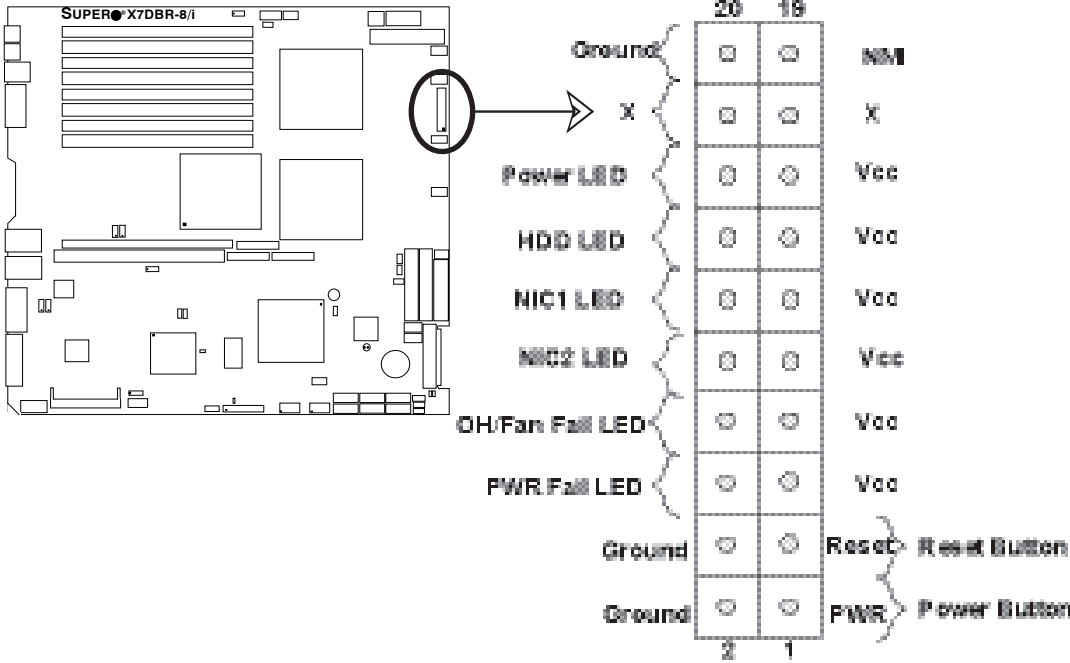 SUPER●® X7DBR-8/i
20 19
Ground NMI
X X
Power LED Vcc
HDD LED Vcc
NIC1 LED Vcc
NIC2 LED Vcc
OH/Fan Fail LED Vcc
PWR Fail LED Vcc
Ground Reset Reset Button
Ground PWR Power Button
2 1